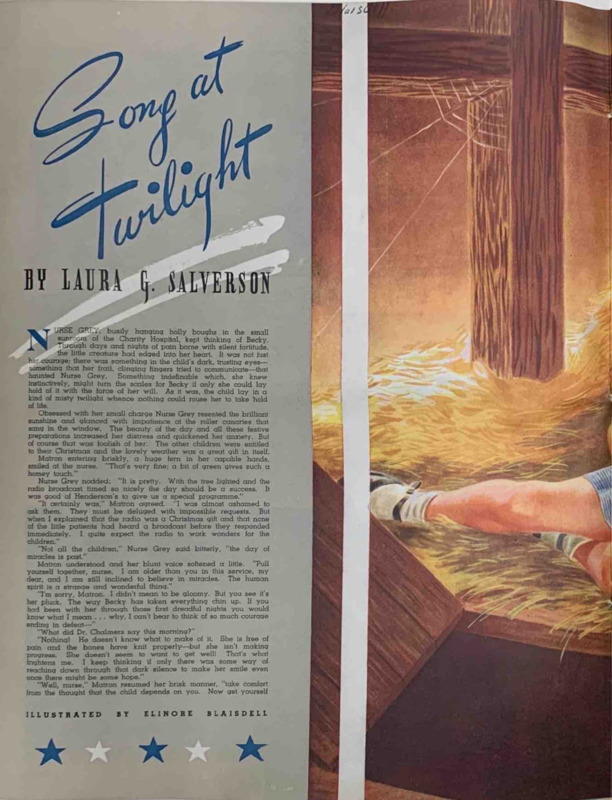 Song at
Twilight
BY LAURA G. SALVERSON
NURSE GREY, busily hanging holly boughs in the small
sunroom of the Charity Hospital, kept thinking of Becky.
Through days and nights of pain borne with silent fortitude,
the little creature had edged into her heart. It was not just
her courage; there was something in the child's dark, trusting eyes—
something that her frail, clinging fingers tried to communicate—that
haunted Nurse Grey. Something indefinable which, she knew
instinctively, might turn the scales for Becky if only she could lay
hold of it with the force of her will. As it was, the child lay in a
kind of misty twilight whence nothing could rouse her to take hold
of life.
Obsessed with her small charge Nurse Grey resented the brilliant
sunshine and glanced with impatience at the roller canaries that
sang in the window. The beauty of the day and all these festive
preparations increased her distress and quickened her anxiety. But
of course that was foolish of her. The other children were entitled
to their Christmas and the lovely weather was a great gift in itself.
Matron entering briskly, a huge fern in her capable hands,
smiled at the nurse. "That's very fine; a bit of green gives such a
homey touch."
Nurse Grey nodded; "It is pretty. With the tree lighted and the
radio broadcast timed so nicely the day should be a success. It
was good of Henderson's to give us a special programme."
"It certainly was," Matron agreed. "I was almost ashamed to
ask them. They must be deluged with impossible requests. But
when I explained that the radio was a Christmas gift and that none
of the little patients had heard a broadcast before they responded
immediately. I quite expect the radio to work wonders for the
children."
"Not all the children," Nurse Grey said bitterly, "the day of
miracles is past."
Matron understood and her blunt voice softened a little. "Pull
yourself together, nurse. I am older than you in this service, my
dear, and I am still inclined to believe in miracles. The human
spirit is a strange and wonderful thing."
"I'm sorry, Matron. I didn't mean to be gloomy. But you see it's
her pluck. The way Becky has taken everything chin up. If you
had been with her through those first dreadful nights you would
know what I mean . . . why, I can't bear to think of so much courage
ending in defeat—"
"What did Dr. Chalmers say this morning?"
"Nothing! He doesn't know what to make of it. She is free of
pain and the bones have knit properly—but she isn't making
progress. She doesn't seem to want to get well! That's what
frightens me. I keep thinking if only there was some way of
reaching down through that dark silence to make her smile even
once there might be some hope."
"Well, nurse," Matron resumed her brisk manner, "take comfort
from the thought that the child depends on you. Now get yourself
ILLUSTRATED BY ELINORE BLAISDELL